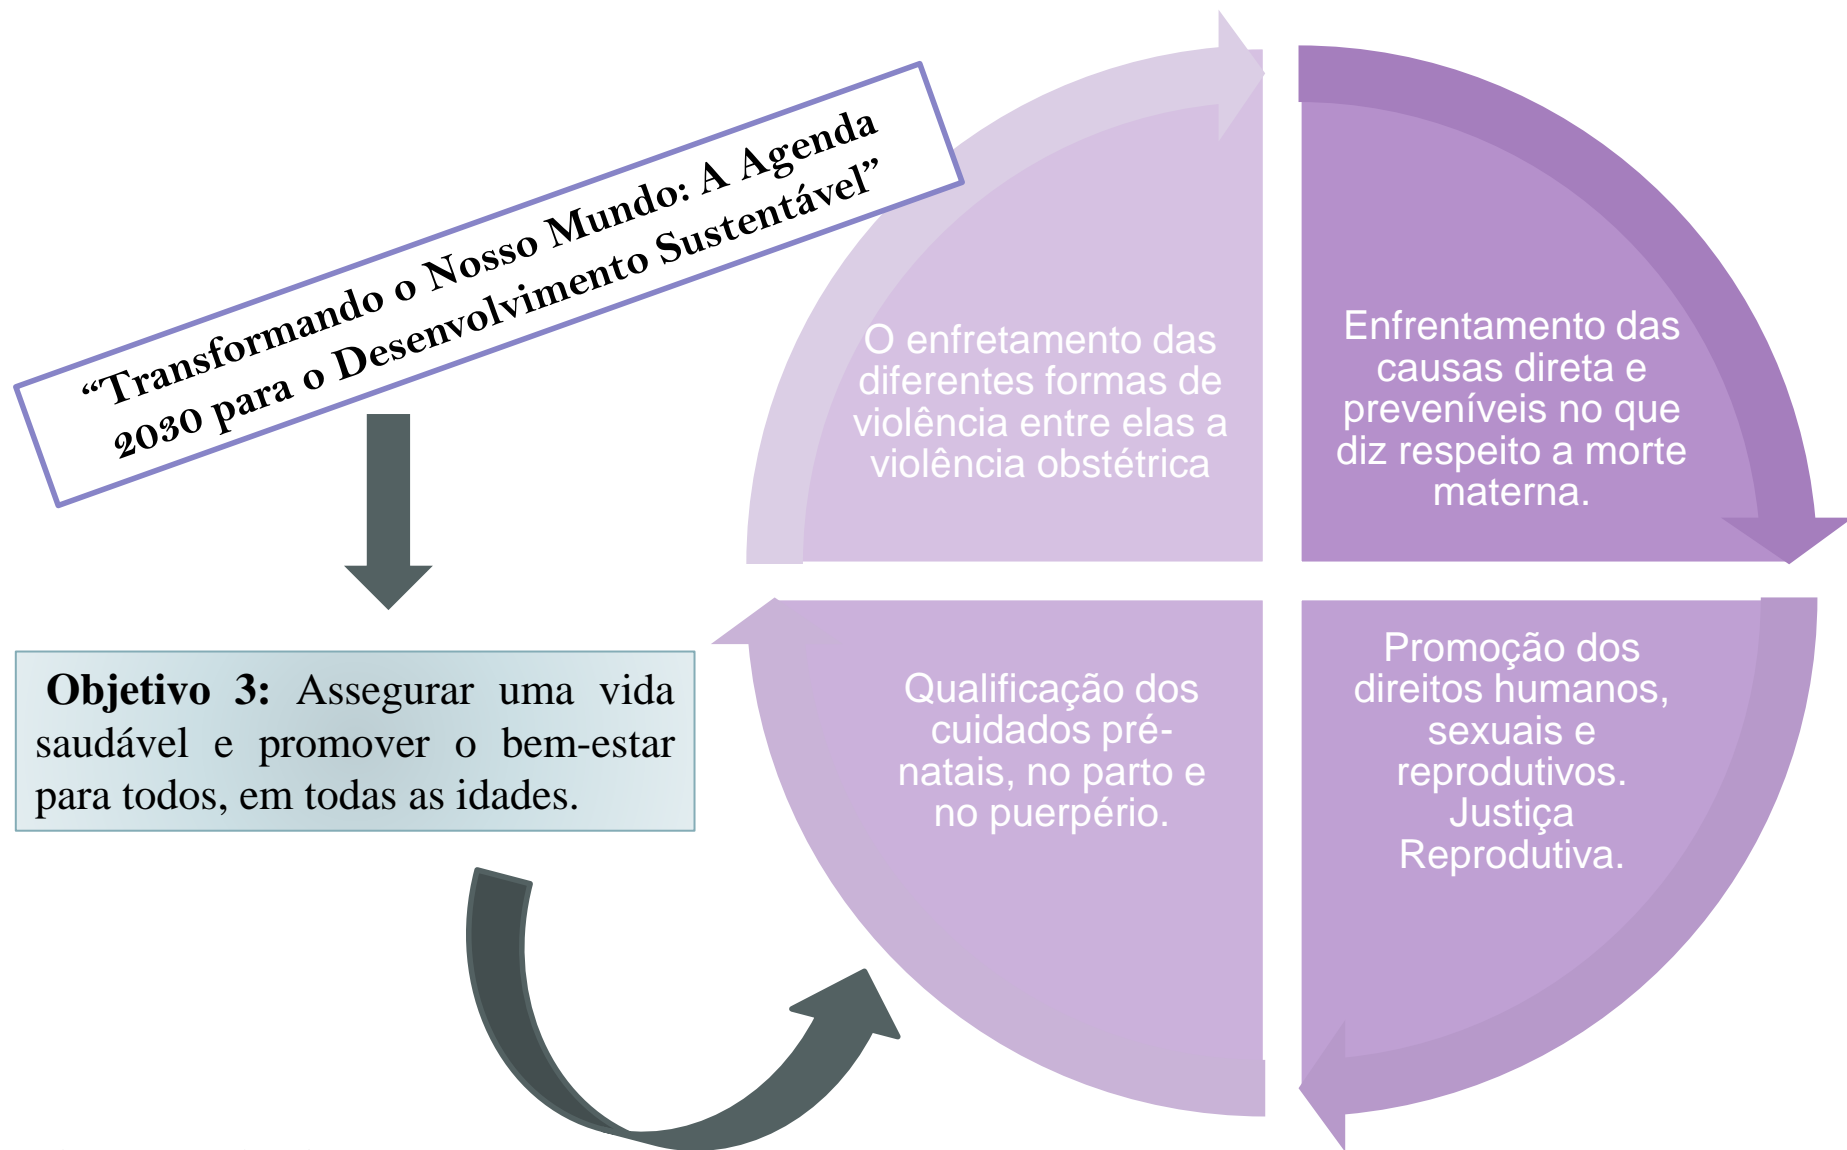 “Transformando o Nosso Mundo: A Agenda
2030 para o Desenvolvimento Sustentável”
Objetivo 3: Assegurar uma vida
saudável e promover o bem-estar
para todos, em todas as idades.
O enfretamento das
diferentes formas de
violência entre elas a
violência obstétrica
Enfrentamento das
causas direta e
preveníveis no que
diz respeito a morte
materna.
Qualificação dos
cuidados pré-
natais, no parto e
no puerpério.
Promoção dos
direitos humanos,
sexuais e
reprodutivos.
Justiça
Reprodutiva.